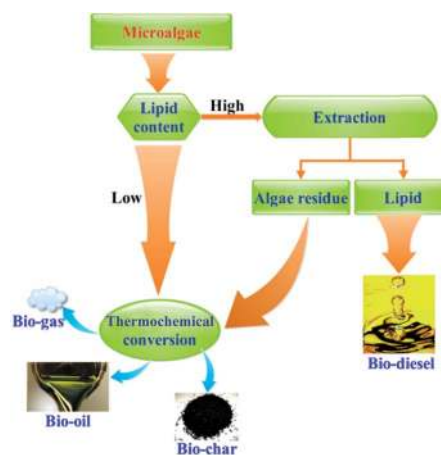 Microalgae
Lipid
content
High
Extraction
Low
Algae residue
Lipid
Thermochemical
conversion
Bio-gas
Bio-oil
Bio-char
Bio-diesel